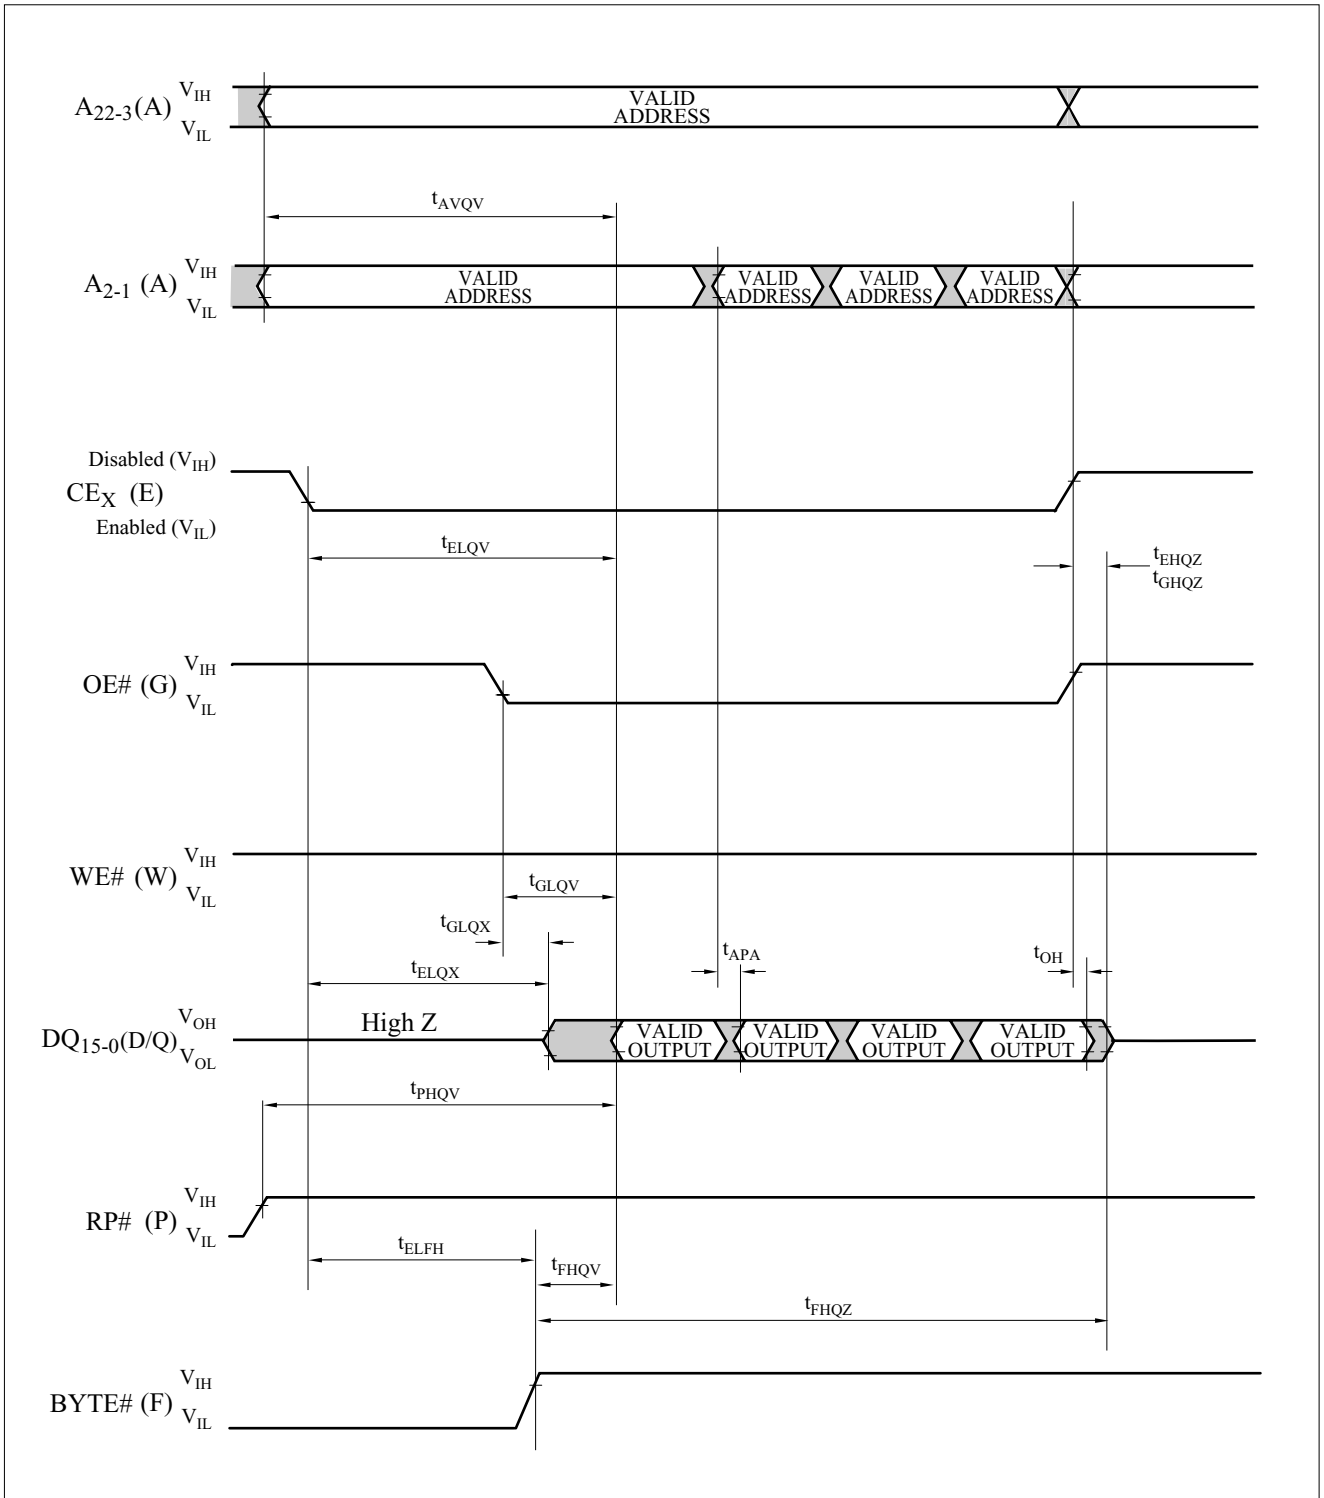 A22-3(A) VIH VIL
VALID ADDRESS
tAVQV
A2-1 (A) VIH VIL
VALID ADDRESS VALID ADDRESS VALID ADDRESS VALID ADDRESS
Disabled (VIH)
CEX (E)
Enabled (VIL)
tELQV
tEHQZ
tGHQZ
OE# (G) VIH VIL
WE# (W) VIH VIL
tGLQV
tGLQX
tAPA
tOH
tELQX
DQ15-0(D/Q) VOH VOL
High Z
VALID OUTPUT VALID OUTPUT VALID OUTPUT VALID OUTPUT
tPHQV
RP# (P) VIH VIL
tELFH
tFHQV
tFHQZ
BYTE# (F) VIH VIL